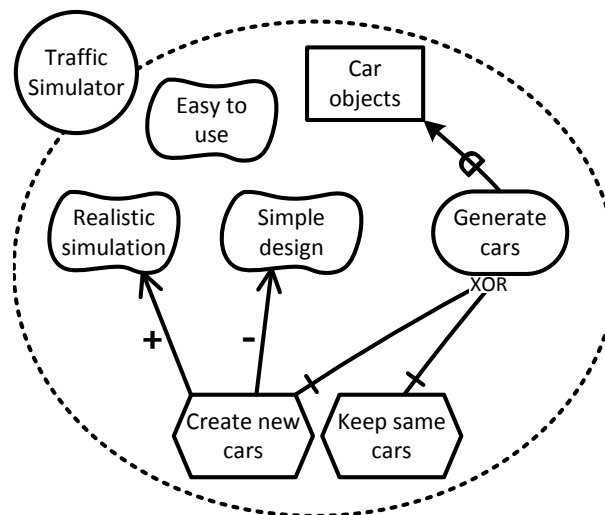 Traffic
Simulator
Car
objects
Easy to
use
Realistic
simulation
Simple
design
Generate
cars
XOR
+
-
Create new
cars
Keep same
cars